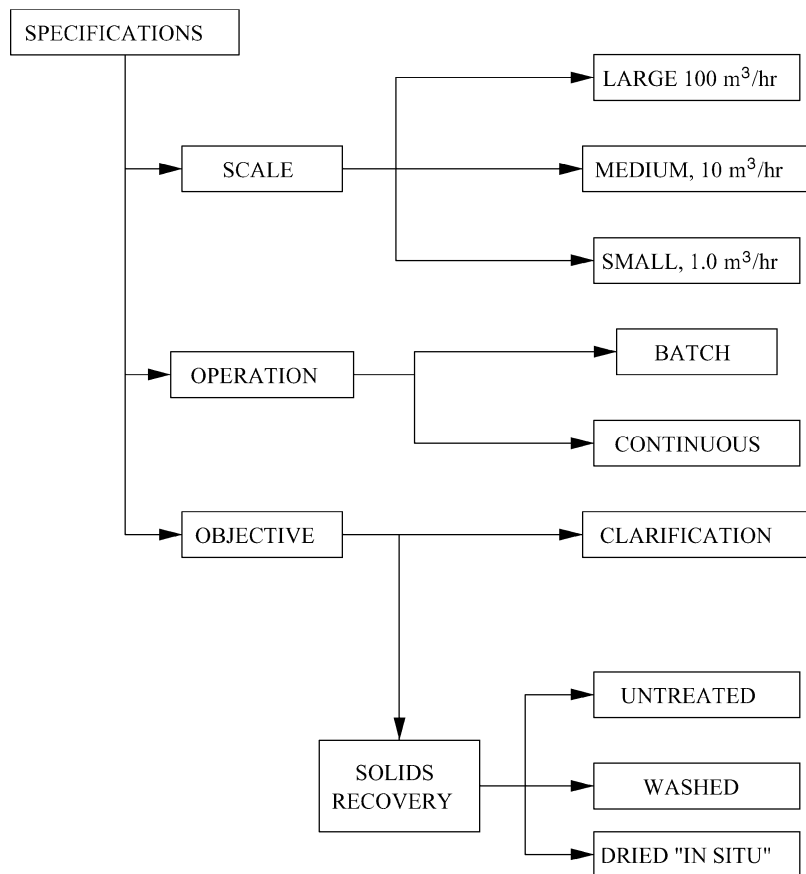 SPECIFICATIONS
LARGE 100 m³/hr
SCALE
MEDIUM, 10 m³/hr
SMALL, 1.0 m³/hr
BATCH
OPERATION
CONTINUOUS
OBJECTIVE
CLARIFICATION
UNTREATED
SOLIDS
RECOVERY
WASHED
DRIED "IN SITU"